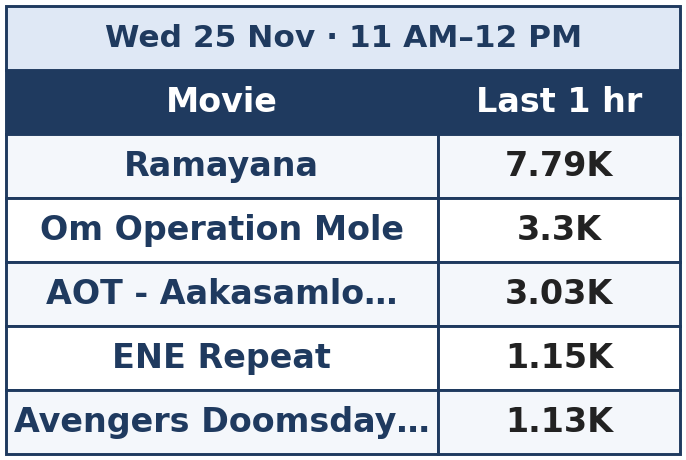 Wed 25 Nov · 11 AM–12 PM
Movie Last 1 hr
Ramayana 7.79K
Om Operation Mole 3.3K
AOT - Aakasamlo... 3.03K
ENE Repeat 1.15K
Avengers Doomsday... 1.13K